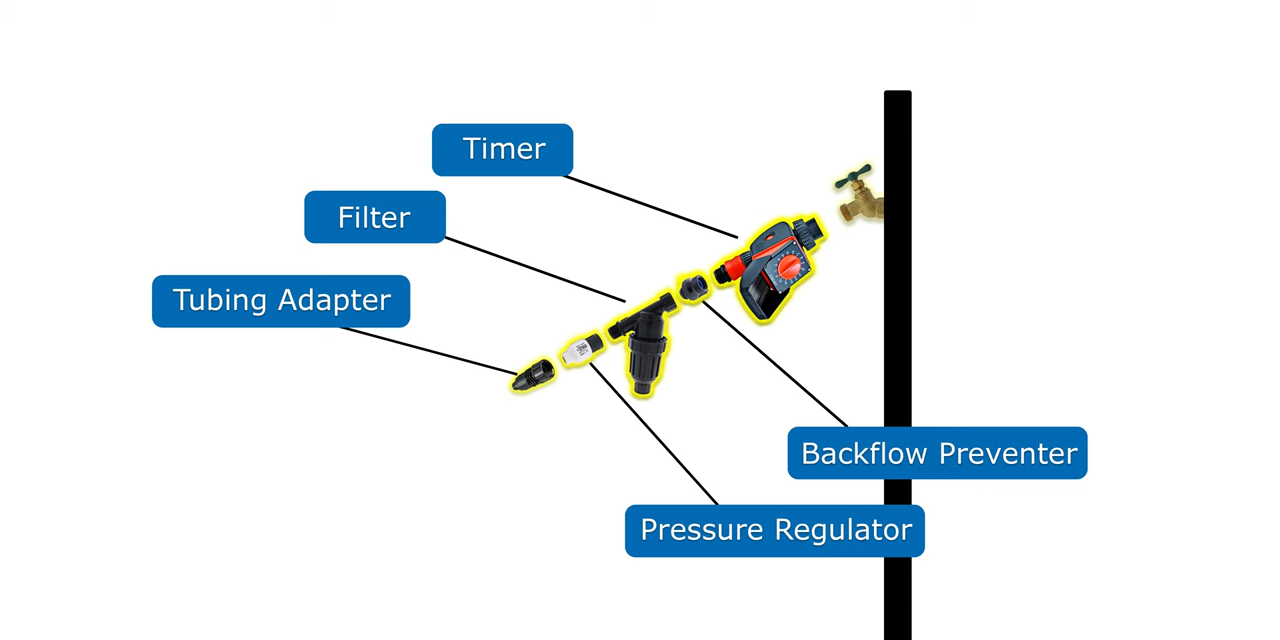 Timer
Filter
Tubing Adapter
Backflow Preventer
Pressure Regulator